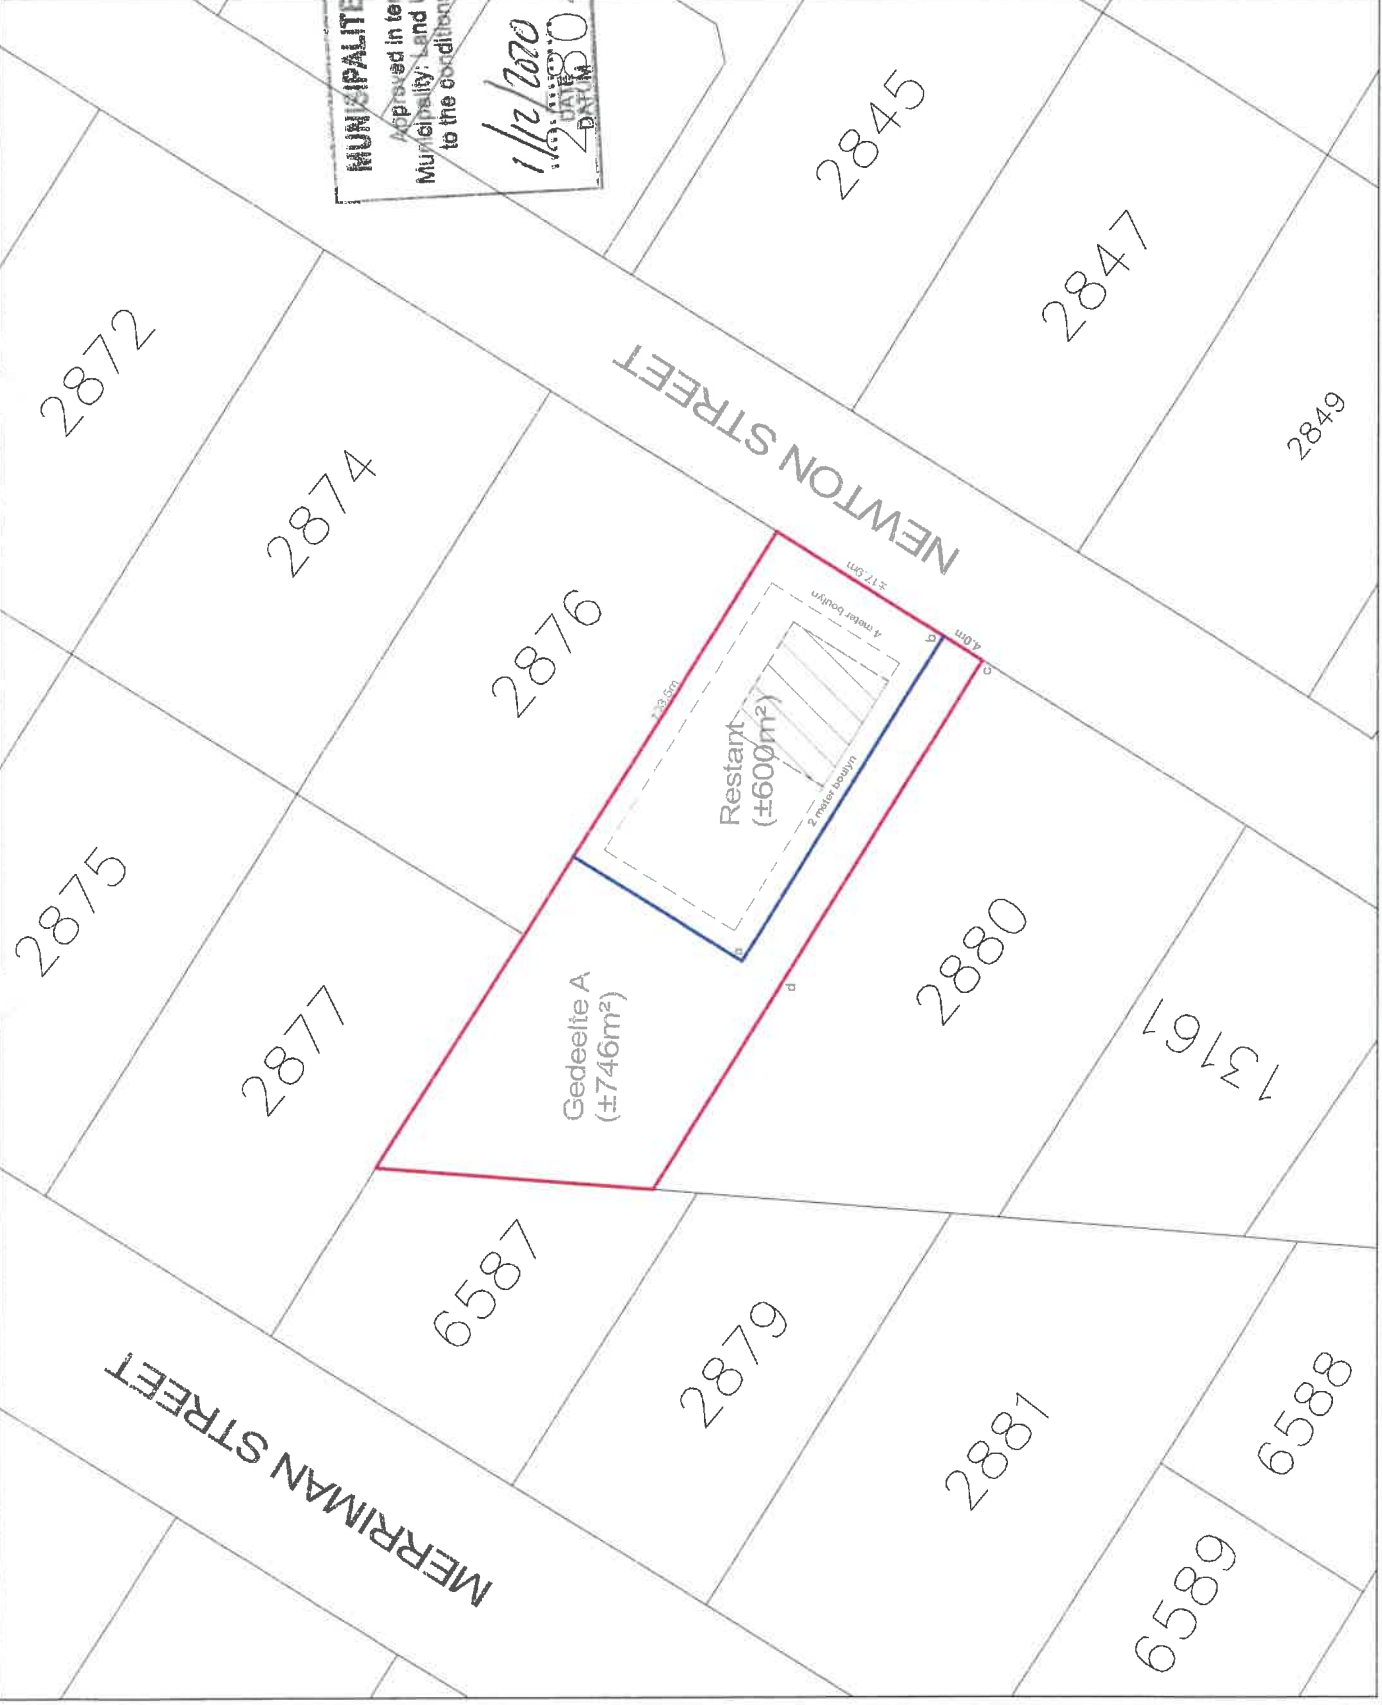 MUNISIPALITE
Approved in te
Municipality: Land
to the condition
1/12/2020
DATE
DATUM
2845
2847
2849
2872
2874
2876
NEWTON STREET
±17.9m
4 meter boulyn
b
4.0m
c
Restant
(±600m²)
2 meter boulyn
a
d
Gedeelte A
(±746m²)
2875
2877
2880
13161
6587
2879
2881
6588
6589
MERRIMAN STREET